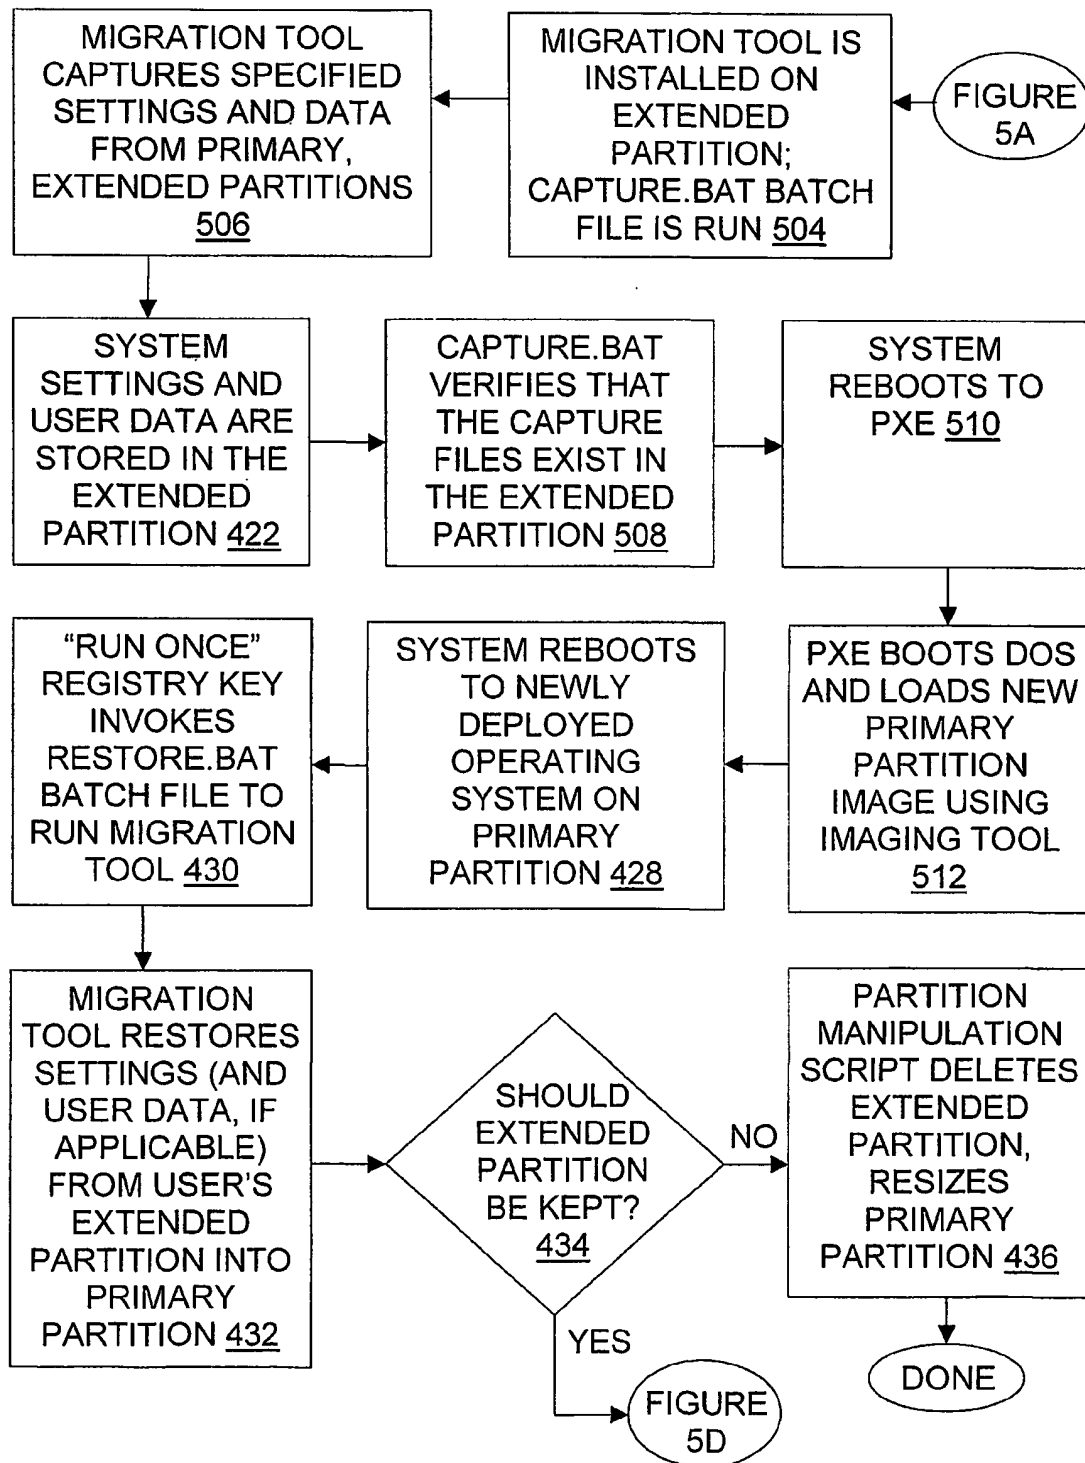 FIGURE
5A
MIGRATION TOOL IS
INSTALLED ON
EXTENDED
PARTITION;
CAPTURE.BAT BATCH
FILE IS RUN 504
MIGRATION TOOL
CAPTURES SPECIFIED
SETTINGS AND DATA
FROM PRIMARY,
EXTENDED PARTITIONS
506
SYSTEM
SETTINGS AND
USER DATA ARE
STORED IN THE
EXTENDED
PARTITION 422
CAPTURE.BAT
VERIFIES THAT
THE CAPTURE
FILES EXIST IN
THE EXTENDED
PARTITION 508
SYSTEM
REBOOTS TO
PXE 510
PXE BOOTS DOS
AND LOADS NEW
PRIMARY
PARTITION
IMAGE USING
IMAGING TOOL
512
SYSTEM REBOOTS
TO NEWLY
DEPLOYED
OPERATING
SYSTEM ON
PRIMARY
PARTITION 428
“RUN ONCE”
REGISTRY KEY
INVOKES
RESTORE.BAT
BATCH FILE TO
RUN MIGRATION
TOOL 430
MIGRATION
TOOL RESTORES
SETTINGS (AND
USER DATA, IF
APPLICABLE)
FROM USER’S
EXTENDED
PARTITION INTO
PRIMARY
PARTITION 432
SHOULD
EXTENDED
PARTITION
BE KEPT?
434
NO
PARTITION
MANIPULATION
SCRIPT DELETES
EXTENDED
PARTITION,
RESIZES
PRIMARY
PARTITION 436
DONE
YES
FIGURE
5D